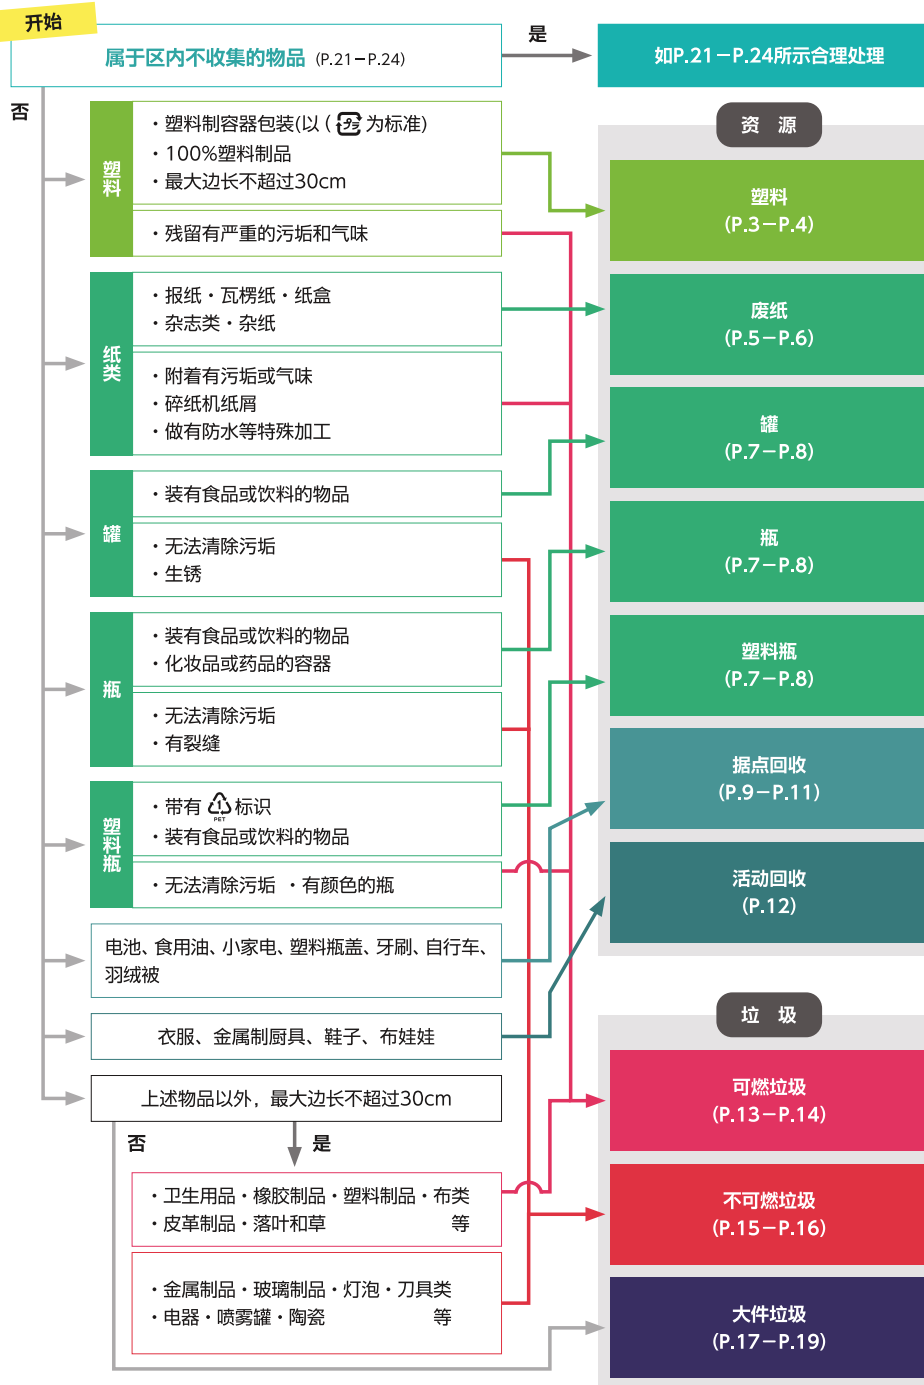 开始
属于区内不收集的物品 (P.21－P.24)
是
如P.21－P.24所示合理处理
否
塑料
・塑料制容器包装(以 ( プラ 为标准)
・100%塑料制品
・最大边长不超过30cm
・残留有严重的污垢和气味
纸类
・报纸・瓦楞纸・纸盒
・杂志类・杂纸
・附着有污垢或气味
・碎纸机纸屑
・做有防水等特殊加工
罐
・装有食品或饮料的物品
・无法清除污垢
・生锈
瓶
・装有食品或饮料的物品
・化妆品或药品的容器
・无法清除污垢
・有裂缝
塑料瓶
・带有 1 PET 标识
・装有食品或饮料的物品
・无法清除污垢 ・有颜色的瓶
电池、食用油、小家电、塑料瓶盖、牙刷、自行车、
羽绒被
衣服、金属制厨具、鞋子、布娃娃
上述物品以外，最大边长不超过30cm
否
是
・卫生用品・橡胶制品・塑料制品・布类
・皮革制品・落叶和草 等
・金属制品・玻璃制品・灯泡・刀具类
・电器・喷雾罐・陶瓷 等
资 源
塑料
(P.3－P.4)
废纸
(P.5－P.6)
罐
(P.7－P.8)
瓶
(P.7－P.8)
塑料瓶
(P.7－P.8)
据点回收
(P.9－P.11)
活动回收
(P.12)
垃 圾
可燃垃圾
(P.13－P.14)
不可燃垃圾
(P.15－P.16)
大件垃圾
(P.17－P.19)